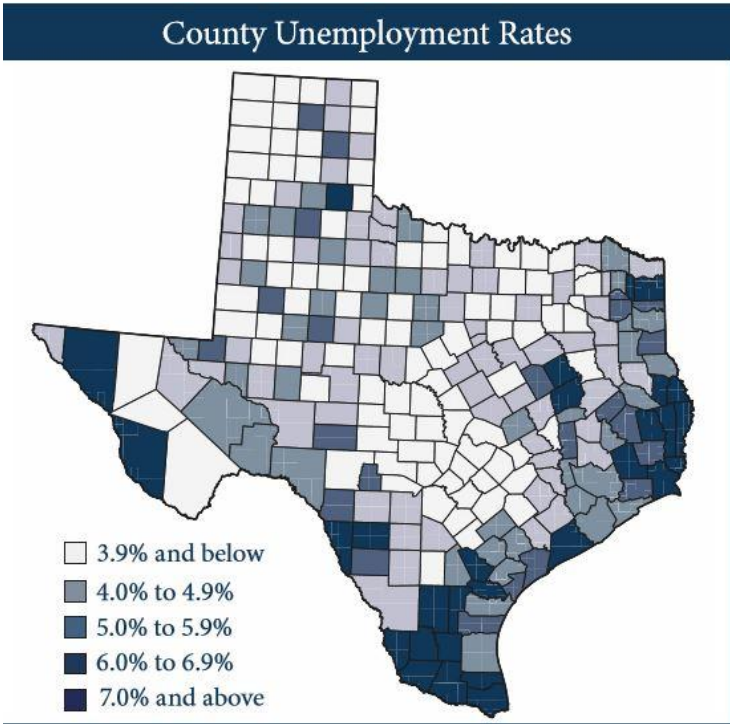 County Unemployment Rates
3.9% and below
4.0% to 4.9%
5.0% to 5.9%
6.0% to 6.9%
7.0% and above